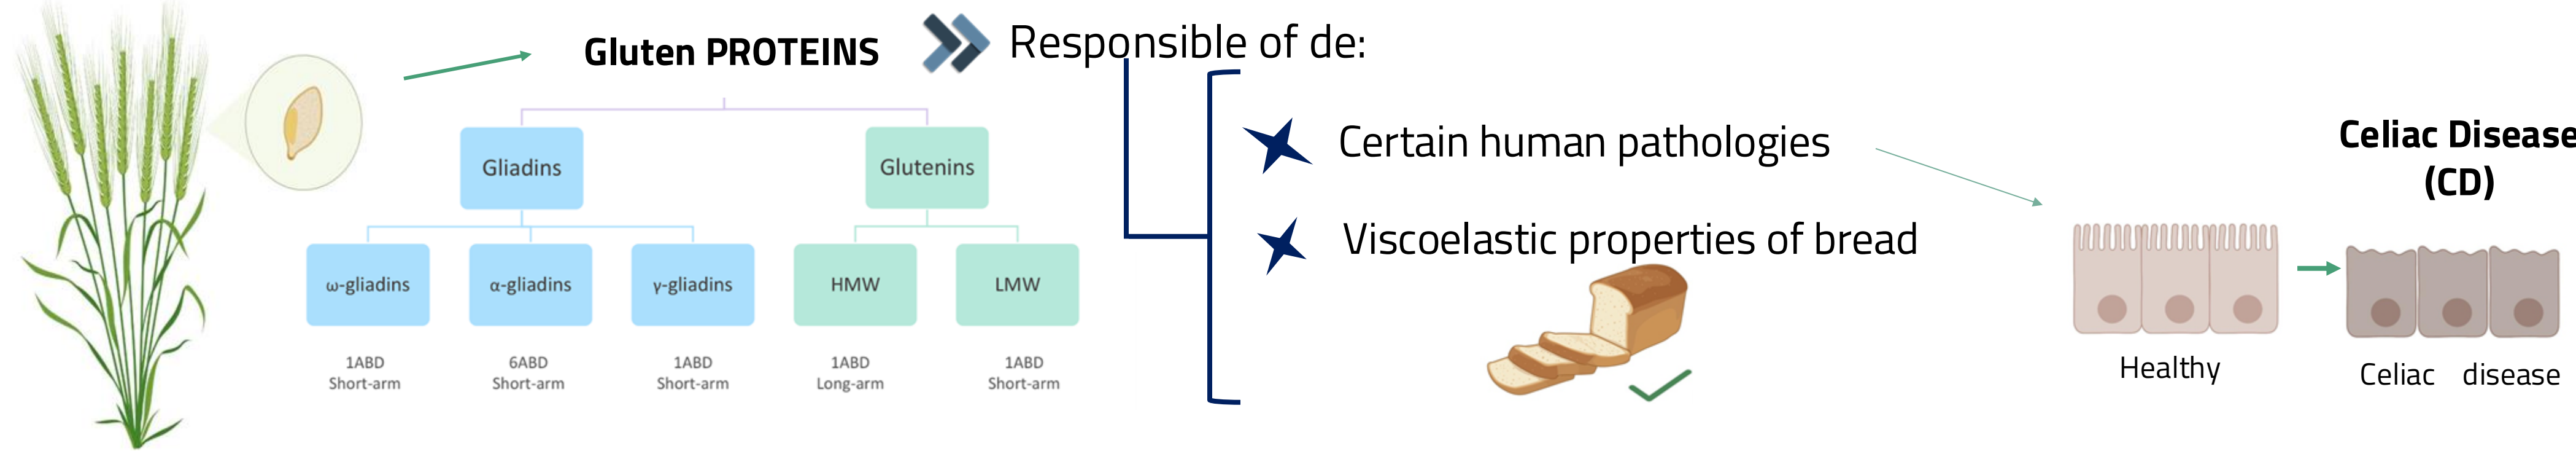 Gluten PROTEINS
Responsible of de:
Gliadins
Glutenins
ω-gliadins
α-gliadins
γ-gliadins
HMW
LMW
1ABD
Short-arm
6ABD
Short-arm
1ABD
Short-arm
1ABD
Long-arm
1ABD
Short-arm
Certain human pathologies
Viscoelastic properties of bread
Celiac Disease
(CD)
Healthy
Celiac disease